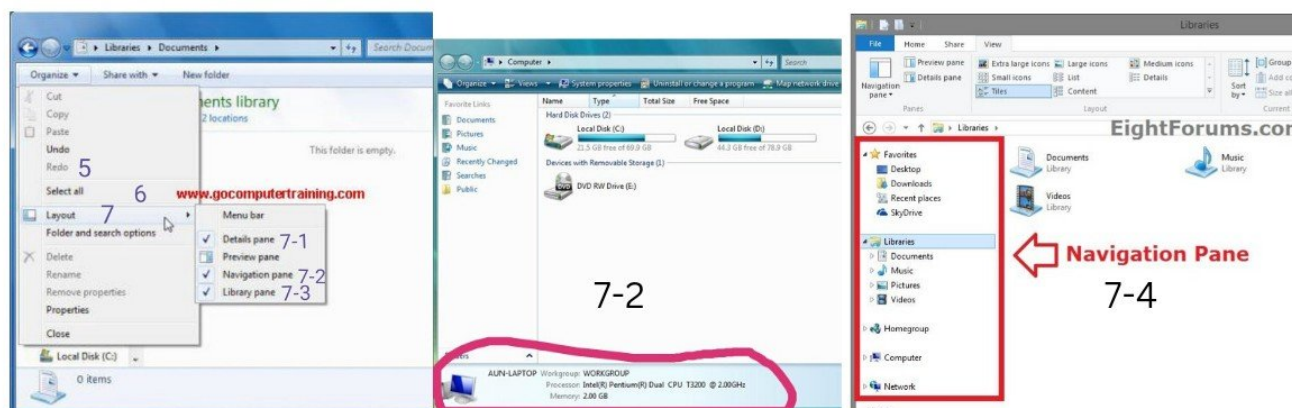 Libraries ▸ Documents ▸
Search Docum
Organize ▾ Share with ▾ New folder
Cut
Copy
Paste
Undo
Redo 5
Select all 6
Layout 7
Folder and search options
Delete
Rename
Remove properties
Properties
Close
ents library
2 locations
This folder is empty.
www.gocomputertraining.com
Menu bar
Details pane 7-1
Preview pane
Navigation pane 7-2
Library pane 7-3
Local Disk (C:)
0 items
Computer ▸
Search
Organize ▾ Views ▾ System properties Uninstall or change a program Map network drive
Favorite Links
Documents
Pictures
Music
Recently Changed
Searches
Public
Name Type Total Size Free Space
Hard Disk Drives (2)
Local Disk (C:)
21.5 GB free of 69.9 GB
Local Disk (D:)
44.3 GB free of 78.9 GB
Devices with Removable Storage (1)
DVD RW Drive (E:)
7-2
AUN-LAPTOP Workgroup: WORKGROUP
Processor: Intel(R) Pentium(R) Dual CPU T3200 @ 2.00GHz
Memory: 2.00 GB
Libraries
File Home Share View
Navigation pane ▾
Preview pane
Details pane
Panes
Extra large icons Large icons Medium icons
Small icons List Details
Tiles Content
Layout
Sort by ▾
Group
Add co
Size all
Current
Libraries ▸
EightForums.com
Favorites
Desktop
Downloads
Recent places
SkyDrive
Libraries
Documents
Music
Pictures
Videos
Homegroup
Computer
Network
Documents
Library
Music
Library
Videos
Library
Navigation Pane
7-4